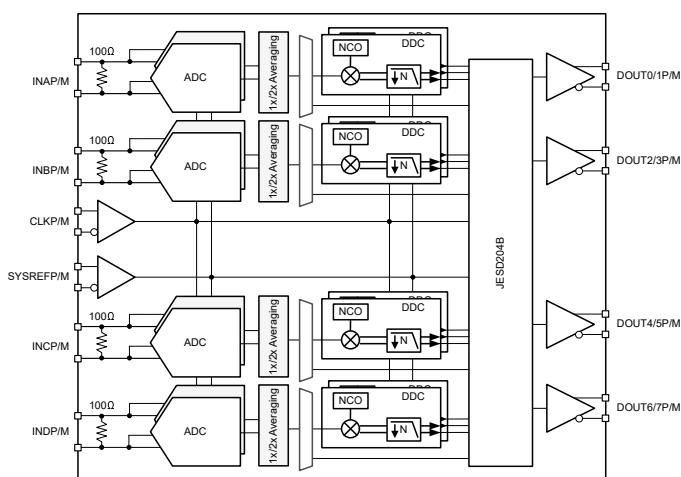 100Ω
INAP/M
ADC
1x/2x Averaging
NCO
DDC
N
DOUT0/1P/M
100Ω
INBP/M
ADC
1x/2x Averaging
NCO
DDC
N
DOUT2/3P/M
CLKP/M
SYSREFP/M
JESD204B
100Ω
INCP/M
ADC
1x/2x Averaging
NCO
DDC
N
DOUT4/5P/M
100Ω
INDP/M
ADC
1x/2x Averaging
NCO
DDC
N
DOUT6/7P/M